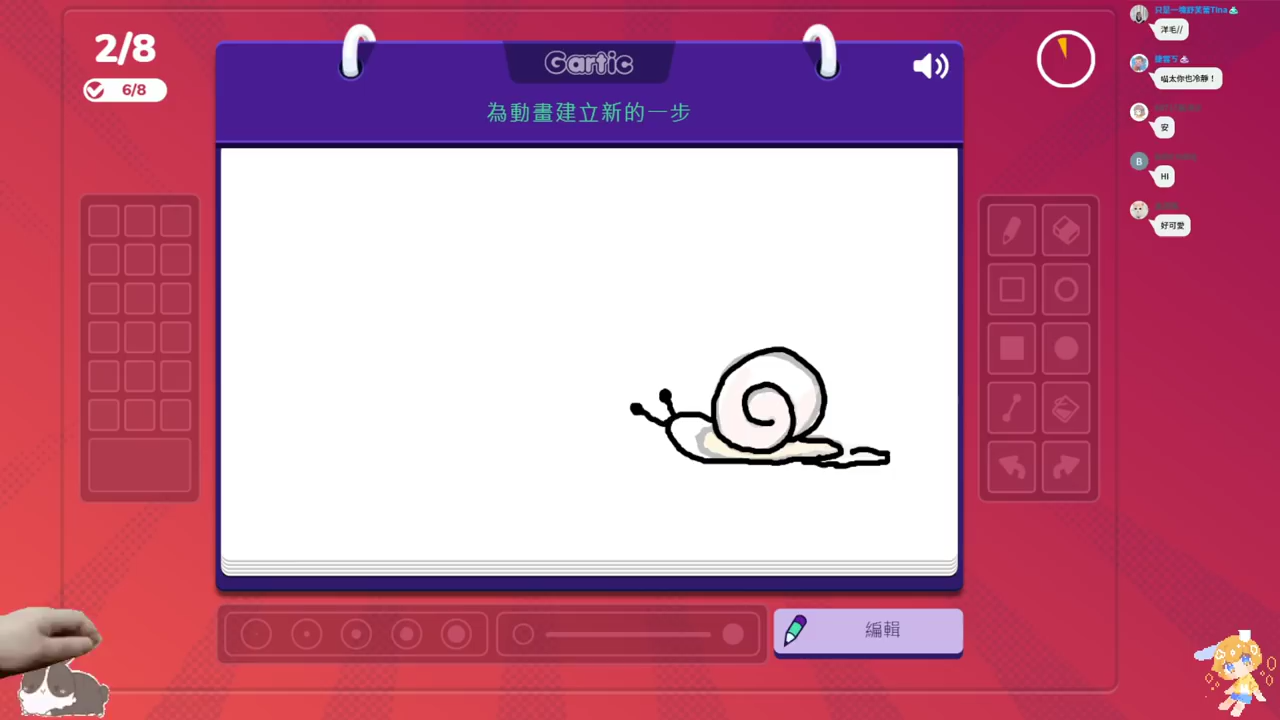 2/8
6/8
Gartic
為動畫建立新的一步
編輯
洋毛//
喵太你也冷靜！
安
B
HI
好可愛